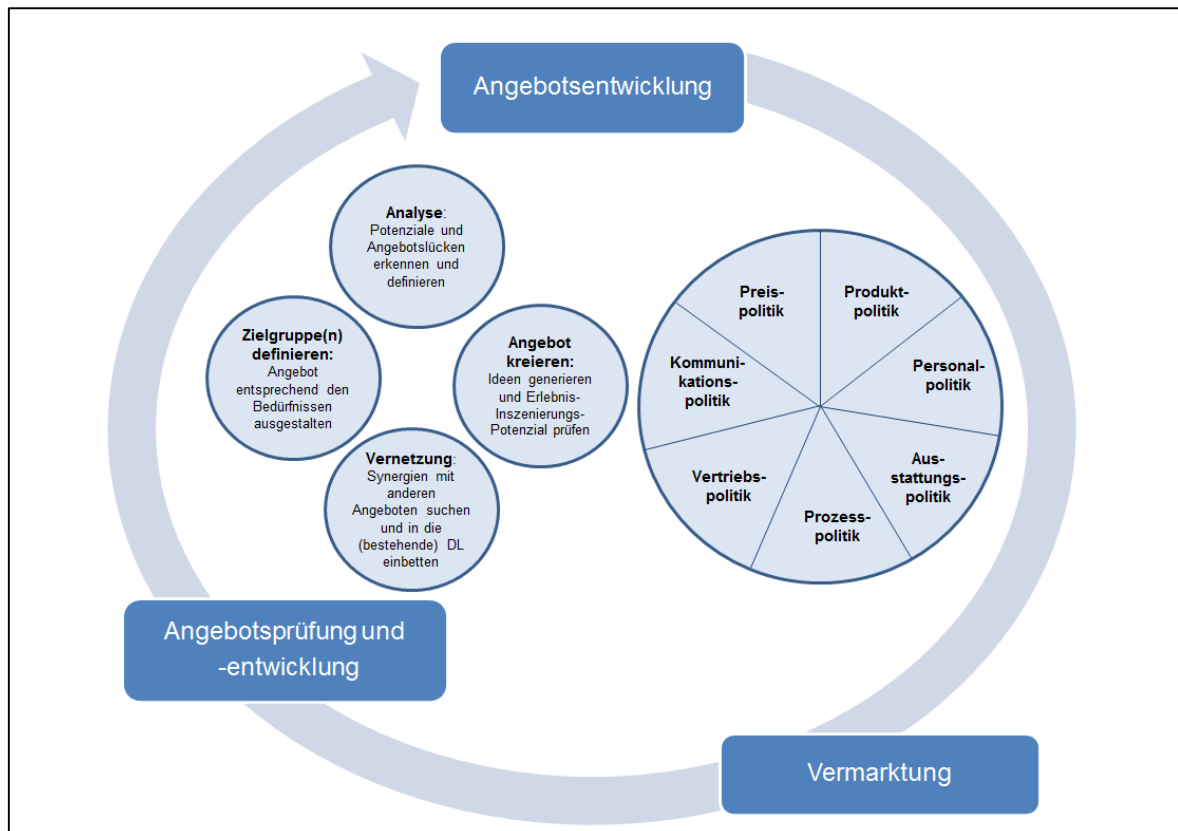 Angebotsentwicklung
Analyse:
Potenziale und
Angebotslücken
erkennen und
definieren
Zielgruppe(n)
definieren:
Angebot
entsprechend den
Bedürfnissen
ausgestalten
Angebot
kreieren:
Ideen generieren
und Erlebnis-
Inszenierungs-
Potenzial prüfen
Vernetzung:
Synergien mit
anderen
Angeboten suchen
und in die
(bestehende) DL
einbetten
Preis-
politik
Produkt-
politik
Kommuni-
kations-
politik
Personal-
politik
Vertriebs-
politik
Aus-
stattungs-
politik
Prozess-
politik
Angebotsprüfung und
-entwicklung
Vermarktung